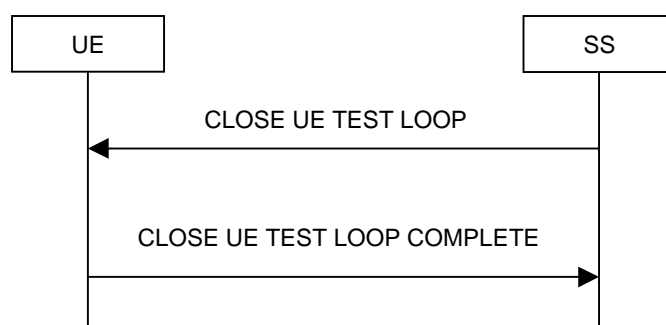 UE
SS
CLOSE UE TEST LOOP
CLOSE UE TEST LOOP COMPLETE